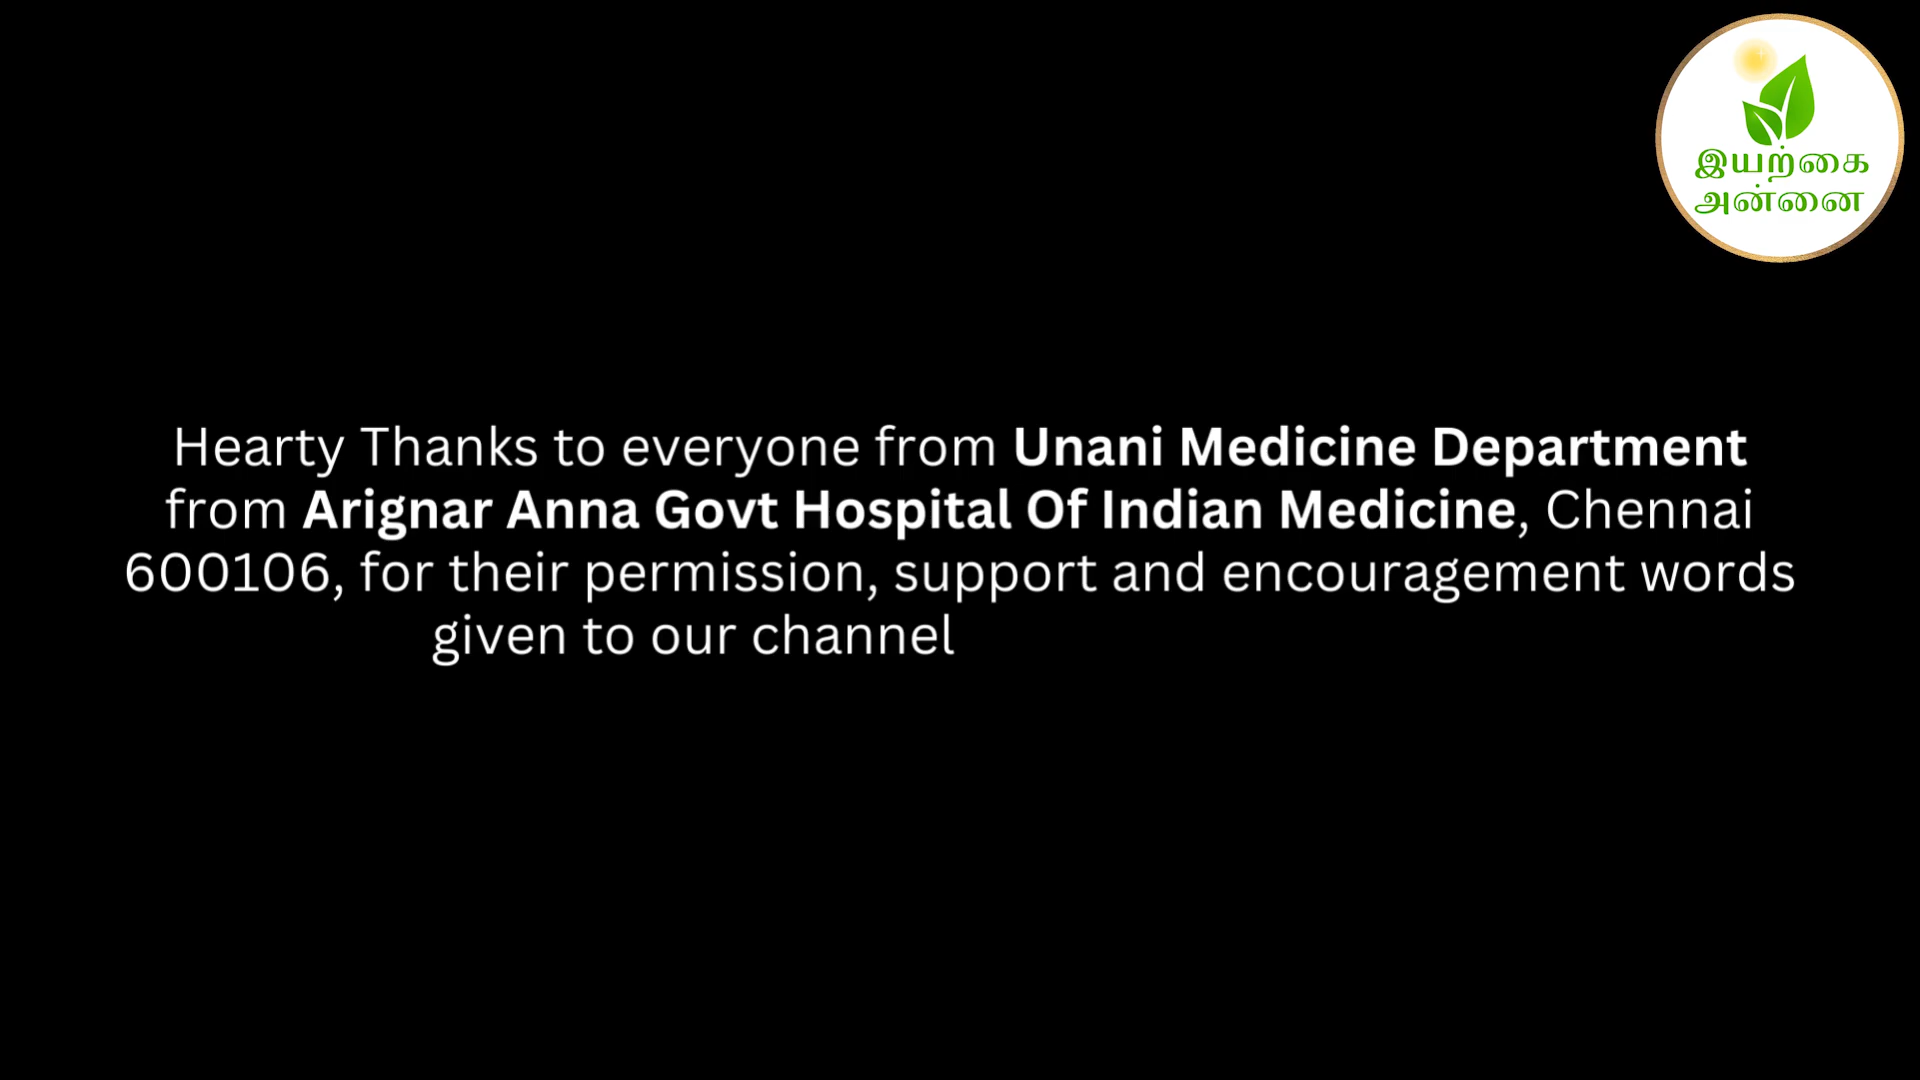 இயற்கை
அன்னை
Hearty Thanks to everyone from Unani Medicine Department
from Arignar Anna Govt Hospital Of Indian Medicine, Chennai
600106, for their permission, support and encouragement words
given to our channel